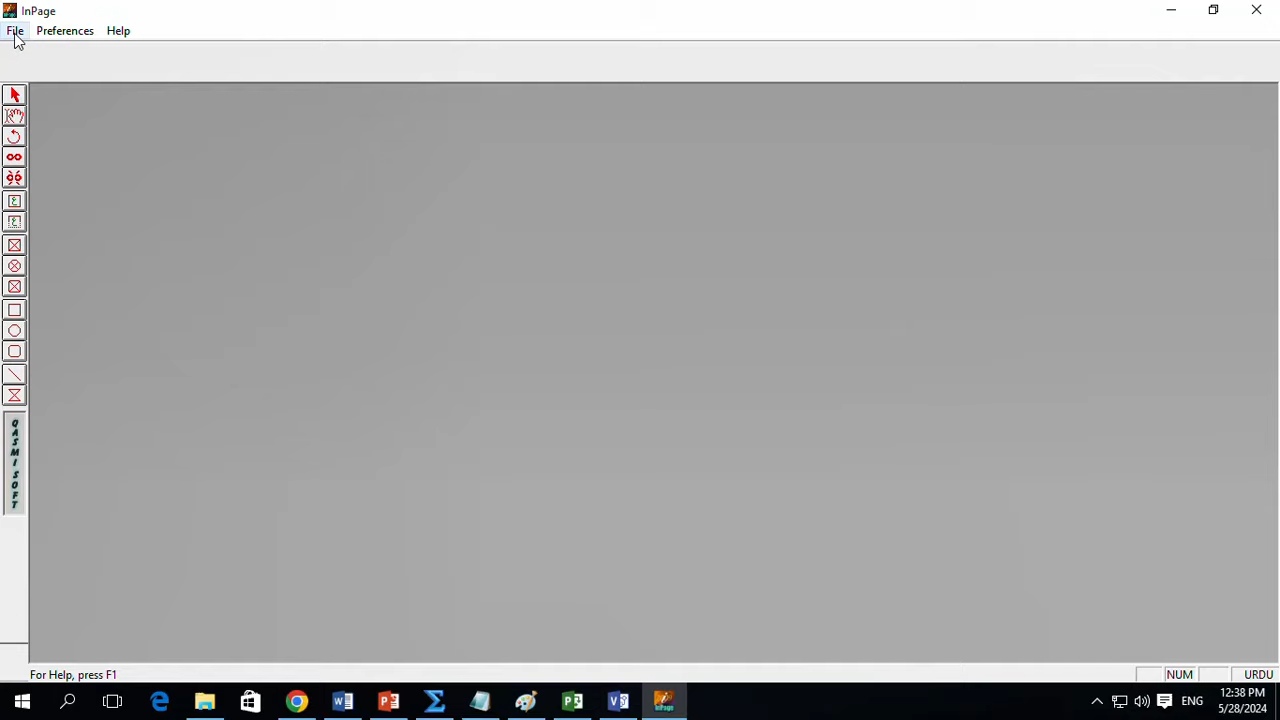 InPage
File Preferences Help
QASMISOFT
For Help, press F1
NUM
URDU
ENG
12:38 PM
5/28/2024